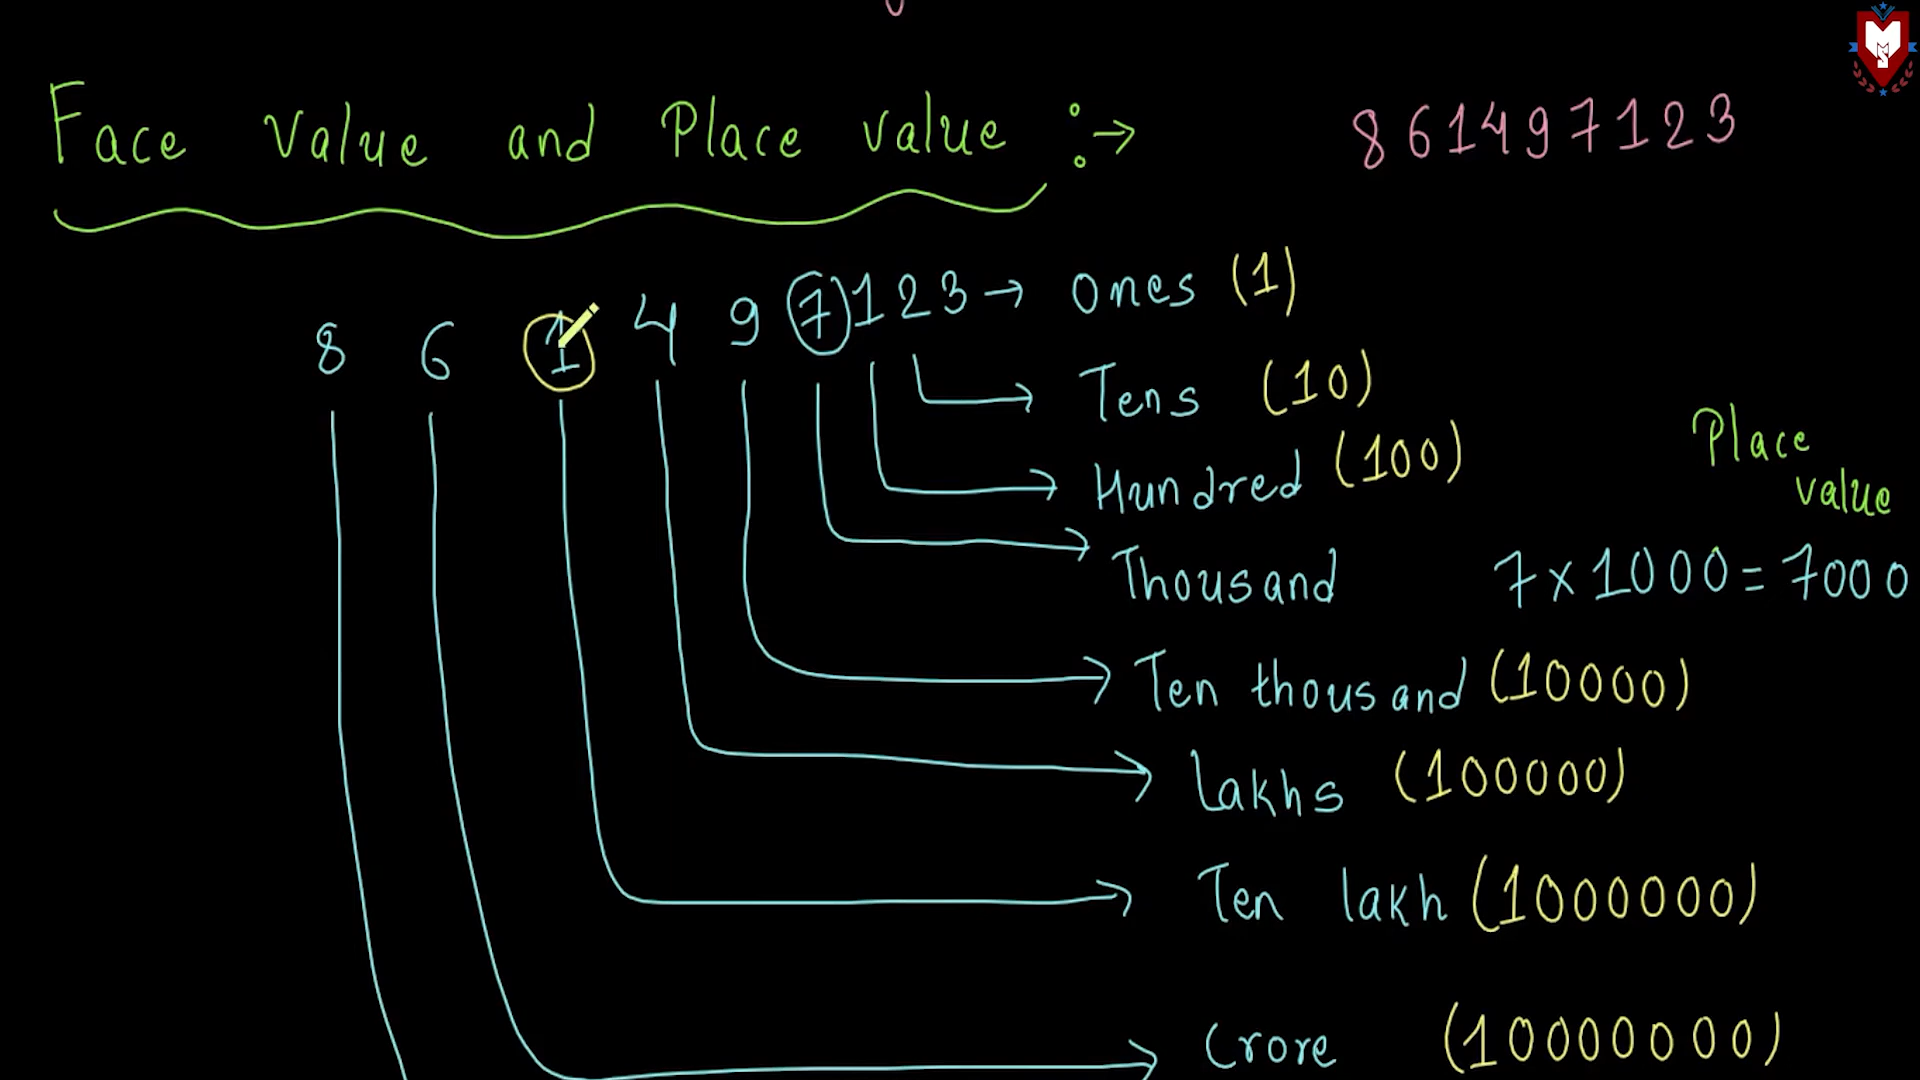 Face Value and Place value :→ 861497123
8 6 1 4 9 7 1 2 3 → Ones (1)
Tens (10)
Hundred (100)
Place
value
Thousand 7 x 1000 = 7000
Ten thousand (10000)
Lakhs (100000)
Ten lakh (1000000)
Crore (10000000)